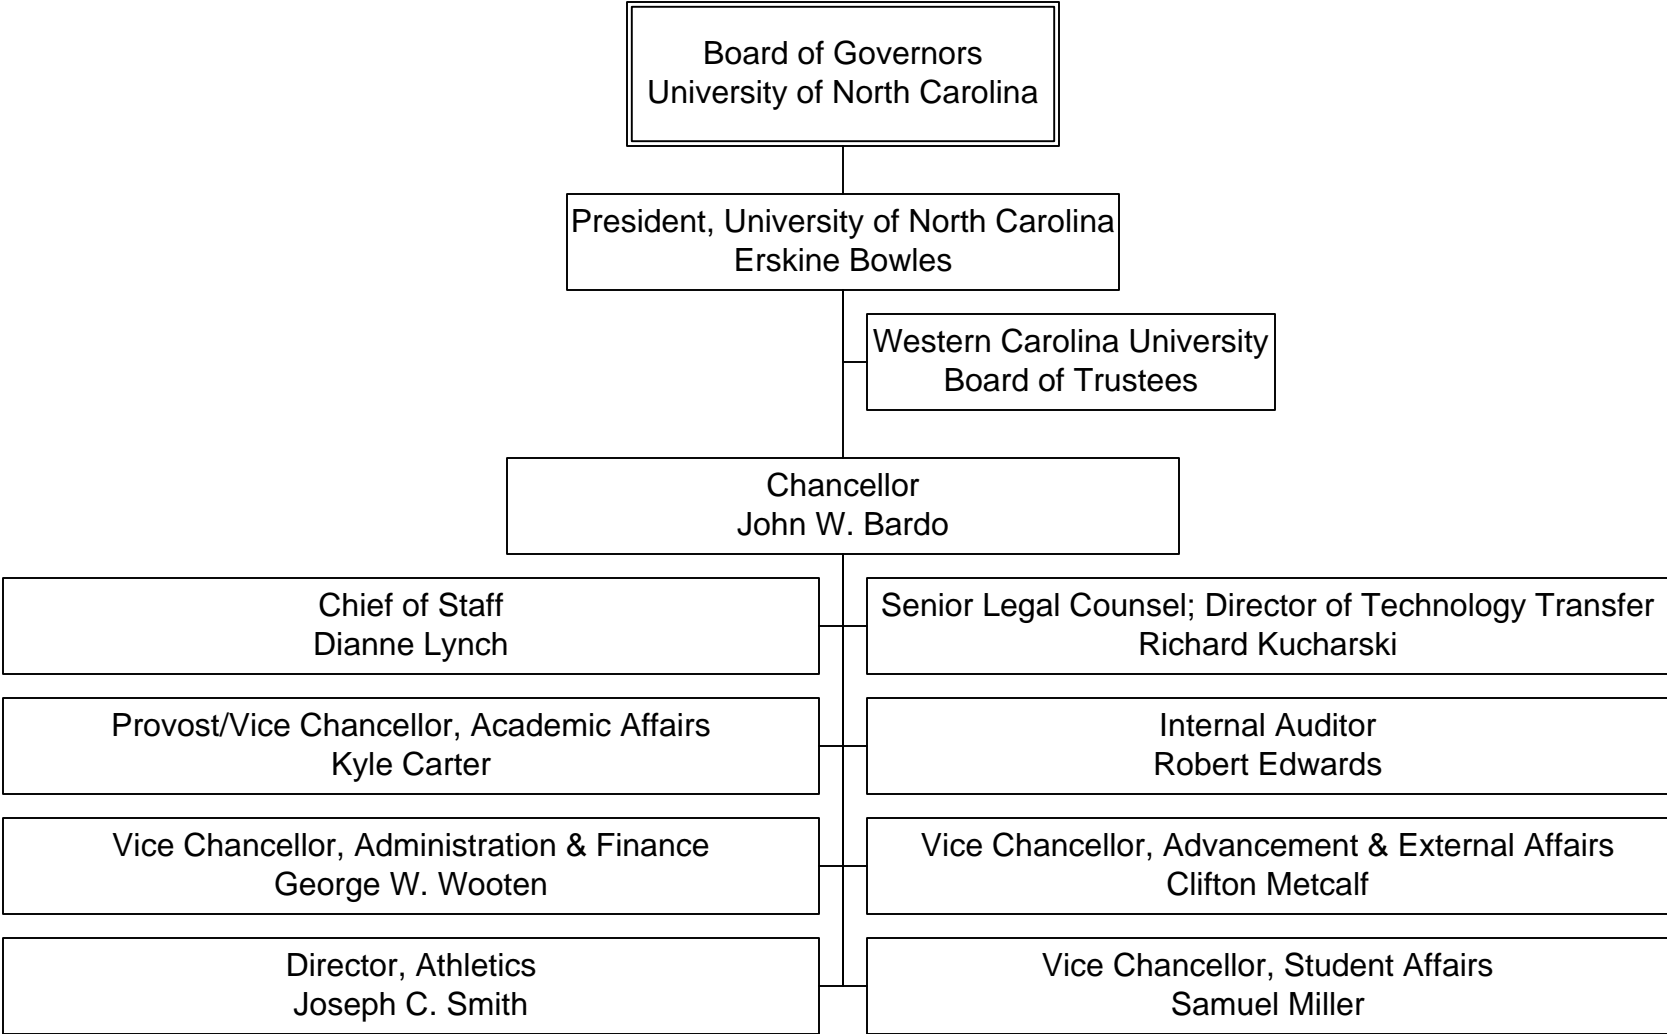 Board of Governors
University of North Carolina
President, University of North Carolina
Erskine Bowles
Western Carolina University
Board of Trustees
Chancellor
John W. Bardo
Chief of Staff
Dianne Lynch
Senior Legal Counsel; Director of Technology Transfer
Richard Kucharski
Provost/Vice Chancellor, Academic Affairs
Kyle Carter
Internal Auditor
Robert Edwards
Vice Chancellor, Administration & Finance
George W. Wooten
Vice Chancellor, Advancement & External Affairs
Clifton Metcalf
Director, Athletics
Joseph C. Smith
Vice Chancellor, Student Affairs
Samuel Miller